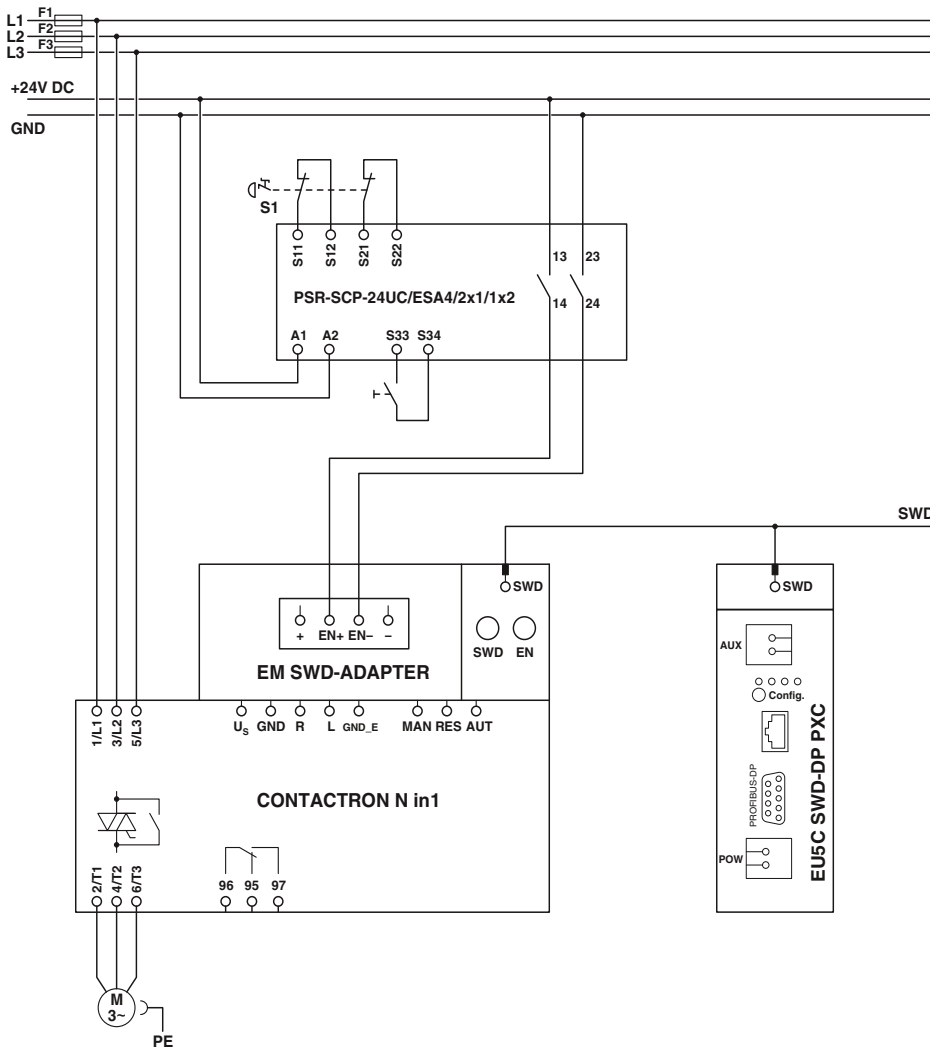 L1 F1
L2 F2
L3 F3
+24V DC
GND
S1
S11 S12 S21 S22
13 23
PSR-SCP-24UC/ESA4/2x1/1x2
14 24
A1 A2 S33 S34
SWD
SWD SWD
+ EN+ EN– –
SWD EN
EM SWD-ADAPTER
AUX
Config.
1/L1 3/L2 5/L3
US GND R L GND_E MAN RES AUT
CONTACTRON N in1
PROFIBUS-DP
EU5C SWD-DP PXC
POW
96 95 97
2/T1 4/T2 6/T3
M
3~
PE